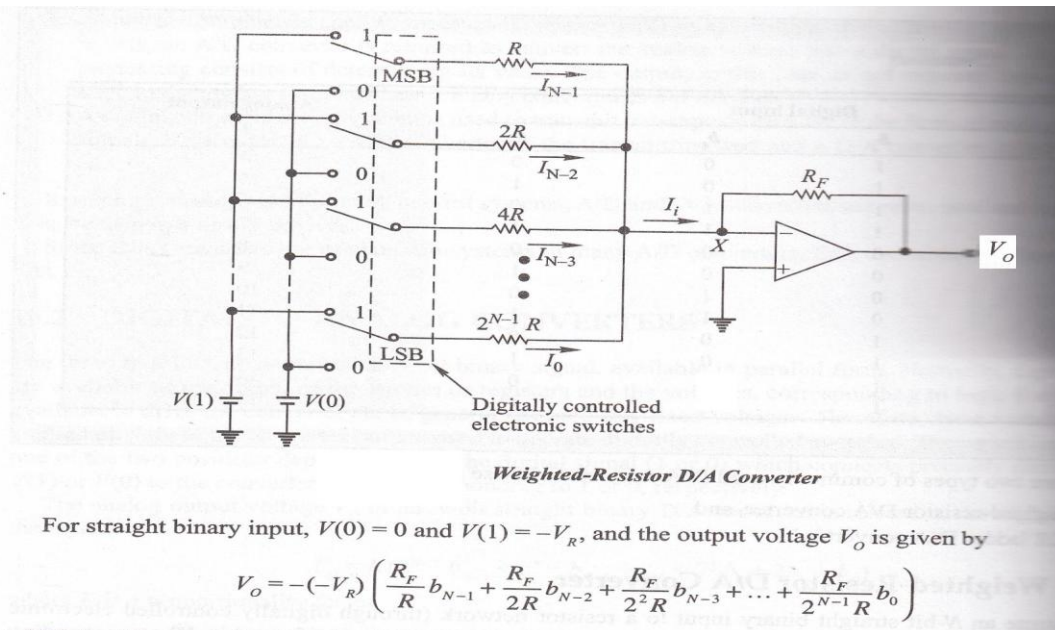 1
MSB
R
I_{N-1}
0
1
2R
I_{N-2}
0
1
4R
I_{N-3}
0
R_F
I_i
X
−
+
V_o
1
2^{N-1} R
LSB
I_0
0
V(1)
V(0)
Digitally controlled
electronic switches
Weighted-Resistor D/A Converter
For straight binary input, V(0) = 0 and V(1) = −V_R, and the output voltage V_o is given by
V_o = −(−V_R) ( R_F/R b_{N-1} + R_F/2R b_{N-2} + R_F/2² R b_{N-3} + ... + R_F/2^{N-1} R b_0 )